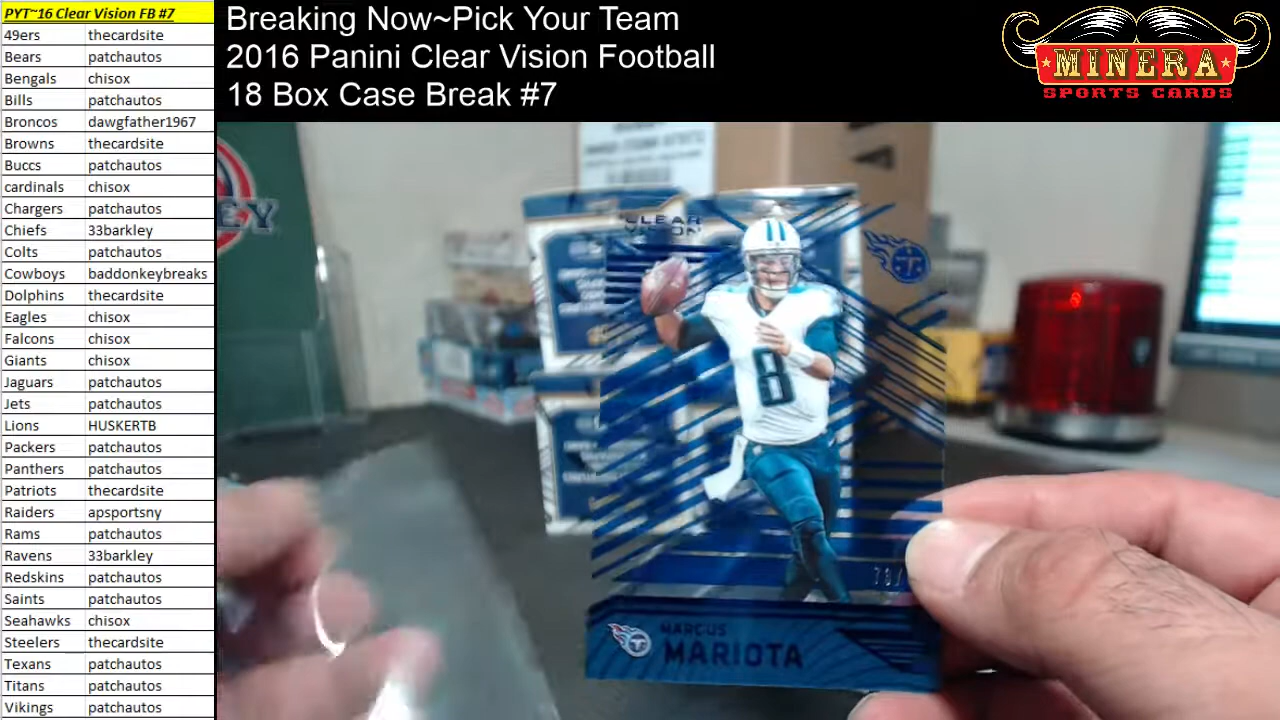 PYT~16 Clear Vision FB #7
49ers thecardsite
Bears patchautos
Bengals chisox
Bills patchautos
Broncos dawgfather1967
Browns thecardsite
Buccs patchautos
cardinals chisox
Chargers patchautos
Chiefs 33barkley
Colts patchautos
Cowboys baddonkeybreaks
Dolphins thecardsite
Eagles chisox
Falcons chisox
Giants chisox
Jaguars patchautos
Jets patchautos
Lions HUSKERTB
Packers patchautos
Panthers patchautos
Patriots thecardsite
Raiders apsportsny
Rams patchautos
Ravens 33barkley
Redskins patchautos
Saints patchautos
Seahawks chisox
Steelers thecardsite
Texans patchautos
Titans patchautos
Vikings patchautos
Breaking Now~Pick Your Team
2016 Panini Clear Vision Football
18 Box Case Break #7
MINERA
SPORTS CARDS
CLEAR
VISION
8
MARCUS
MARIOTA